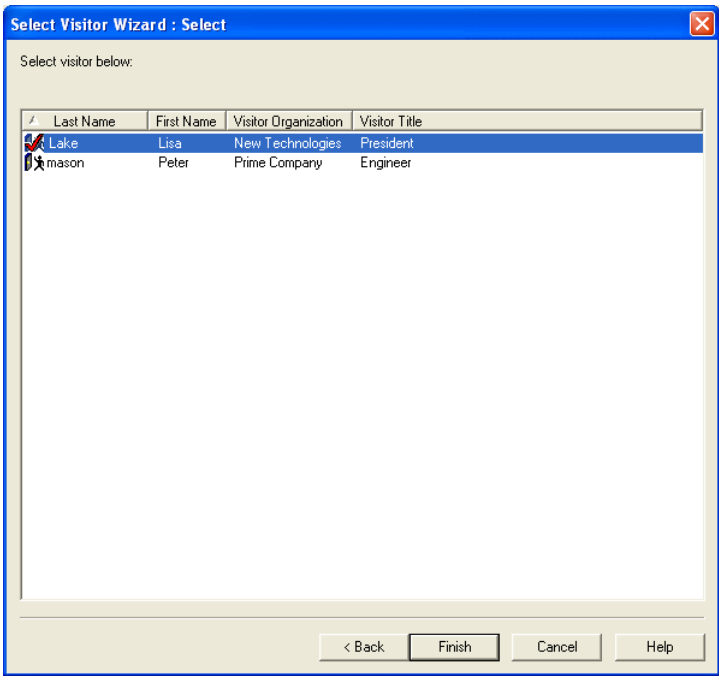 Select Visitor Wizard : Select
Select visitor below:
Last Name First Name Visitor Organization Visitor Title
Lake Lisa New Technologies President
mason Peter Prime Company Engineer
< Back Finish Cancel Help